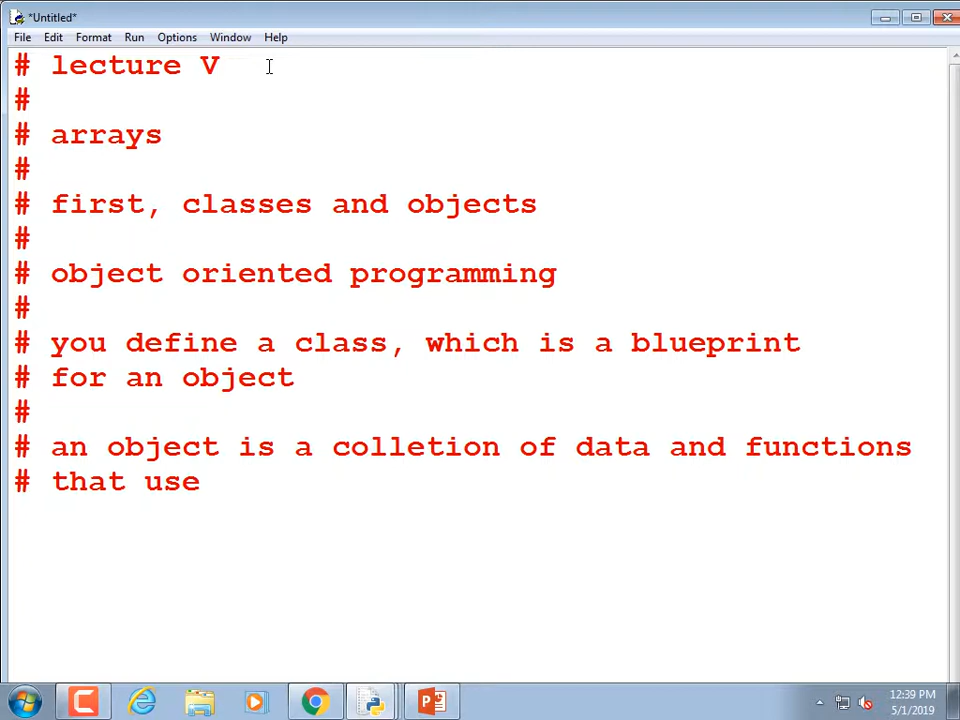 *Untitled*
File Edit Format Run Options Window Help
# lecture V
#
# arrays
#
# first, classes and objects
#
# object oriented programming
#
# you define a class, which is a blueprint
# for an object
#
# an object is a colletion of data and functions
# that use
12:39 PM
5/1/2019